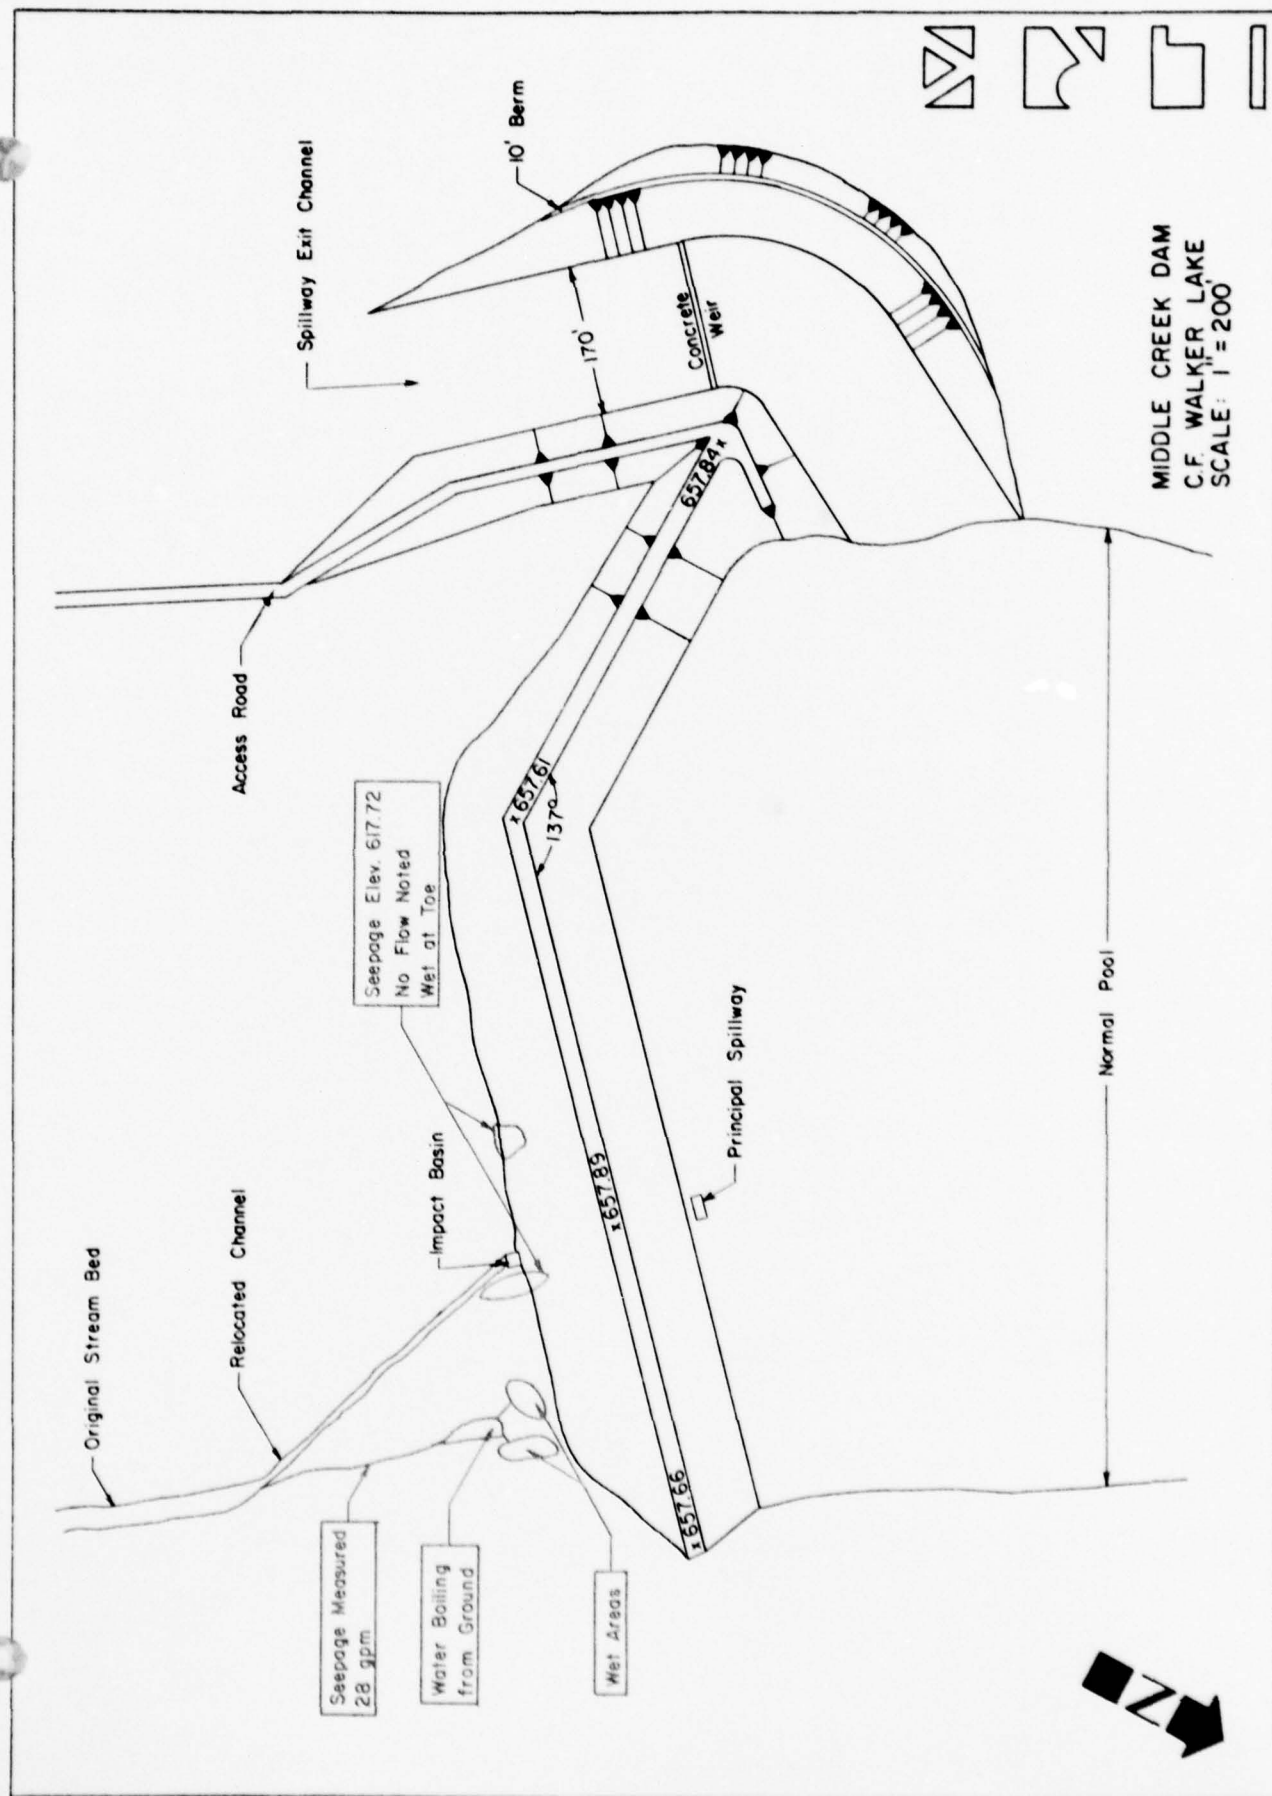 Original Stream Bed
Relocated Channel
Seepage Measured
28 gpm
Water Boiling
from Ground
Wet Areas
Impact Basin
Seepage Elev. 617.72
No Flow Noted
Wet at Toe
Access Road
Spillway Exit Channel
10' Berm
170'
Concrete
Weir
x 657.66
x 657.89
x 657.61
137°
657.84 x
Principal Spillway
Normal Pool
MIDDLE CREEK DAM
C.F. WALKER LAKE
SCALE: 1" = 200'
N